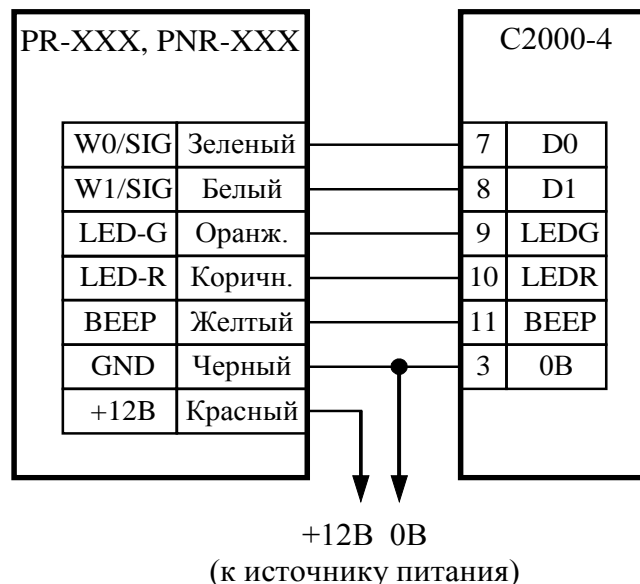 PR-XXX, PNR-XXX C2000-4
W0/SIG Зеленый 7 D0
W1/SIG Белый 8 D1
LED-G Оранж. 9 LEDG
LED-R Коричн. 10 LEDR
BEEP Желтый 11 BEEP
GND Черный 3 0В
+12В Красный
+12В 0В
(к источнику питания)